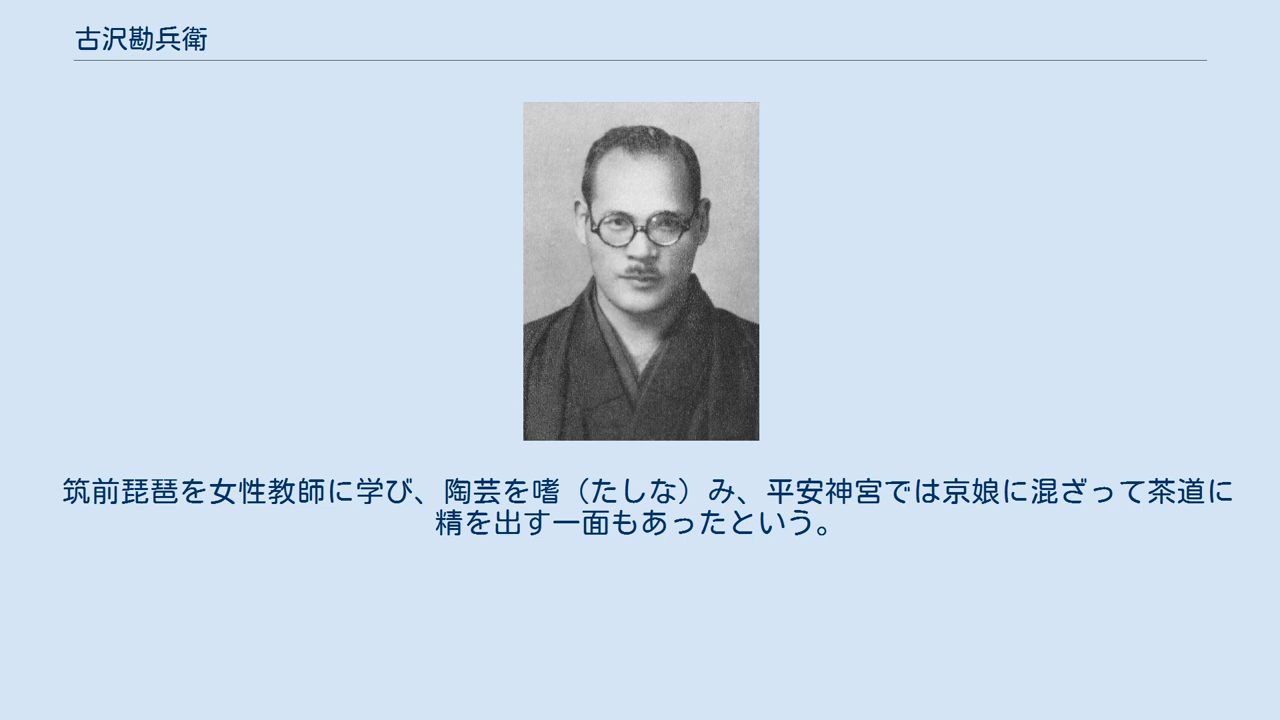 古沢勘兵衛
筑前琵琶を女性教師に学び、陶芸を嗜（たしな）み、平安神宮では京娘に混ざって茶道に
精を出す一面もあったという。